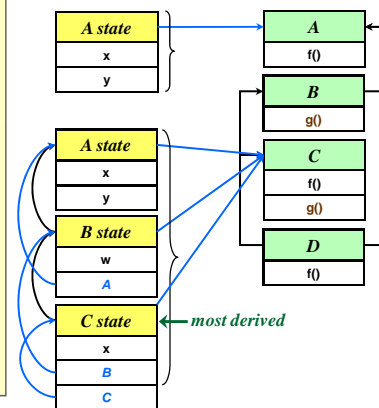 A state
x
y
A state
x
y
B state
w
A
C state
x
B
C
most derived
A
f()
B
g()
C
f()
g()
D
f()